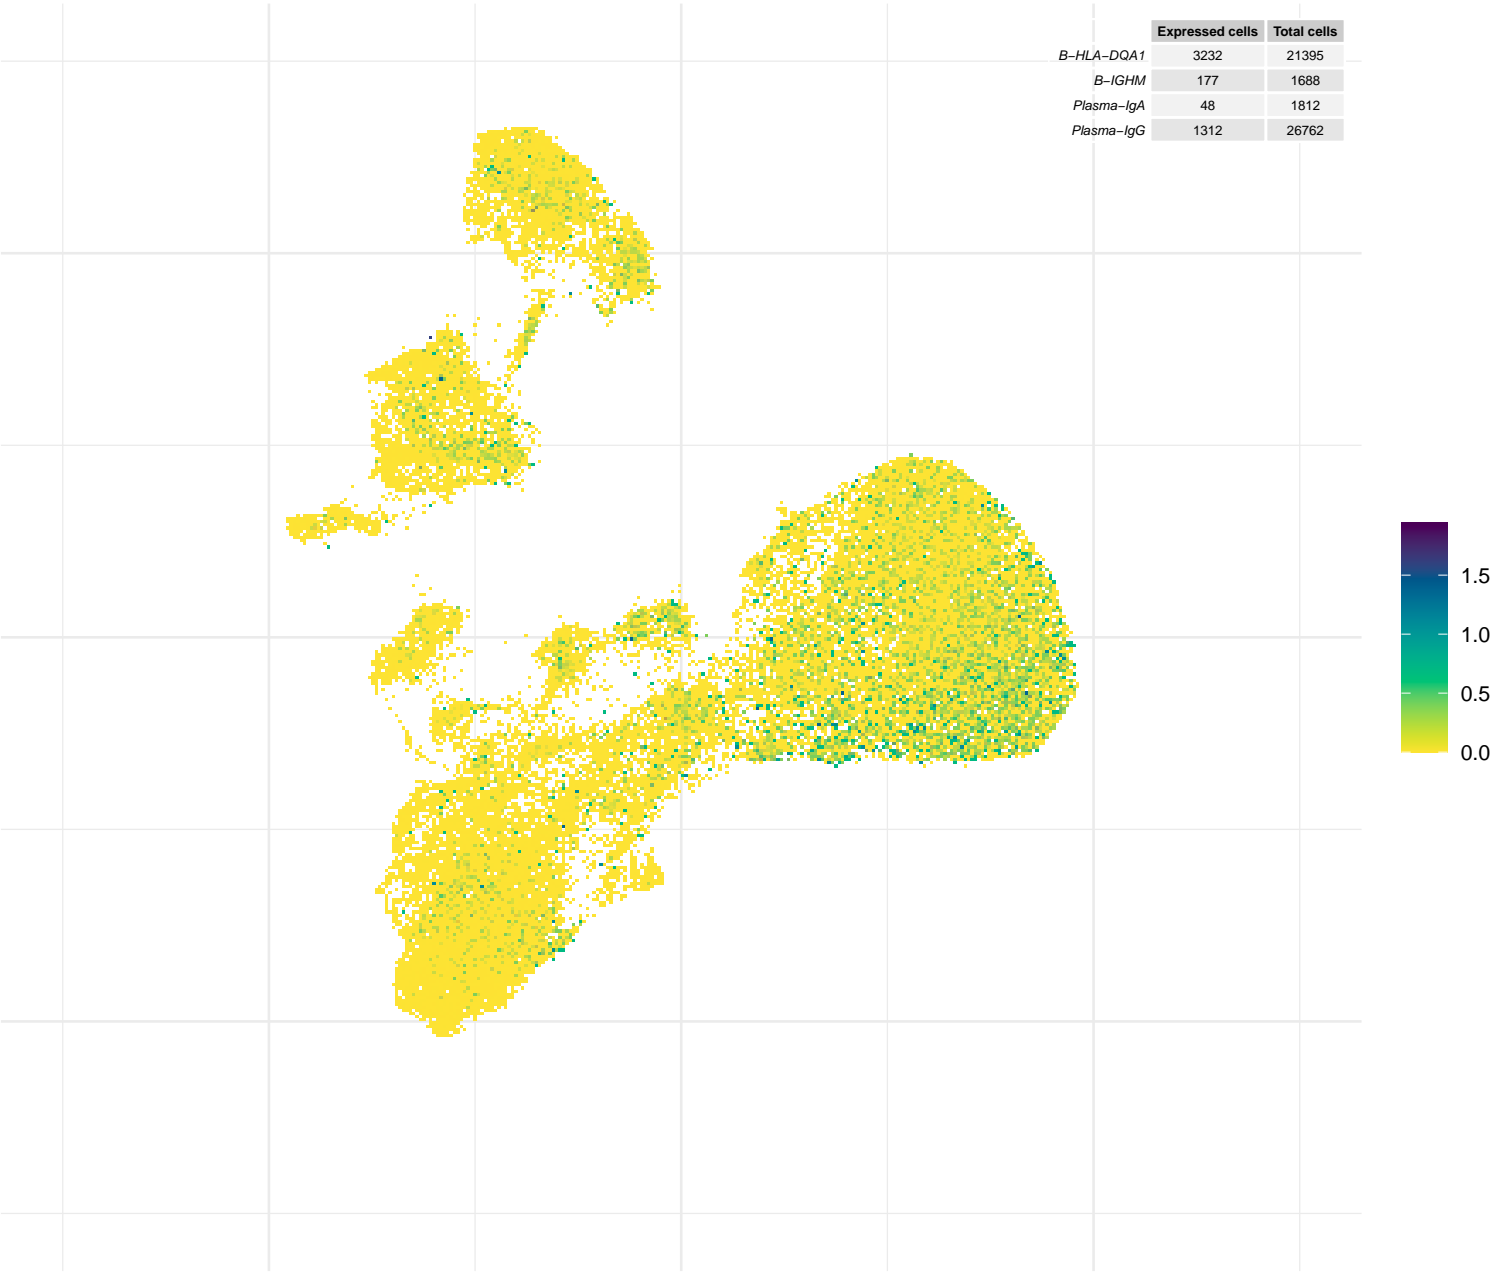 Expressed cells Total cells
B−HLA−DQA1 3232 21395
B−IGHM 177 1688
Plasma−IgA 48 1812
Plasma−IgG 1312 26762
1.5
1.0
0.5
0.0